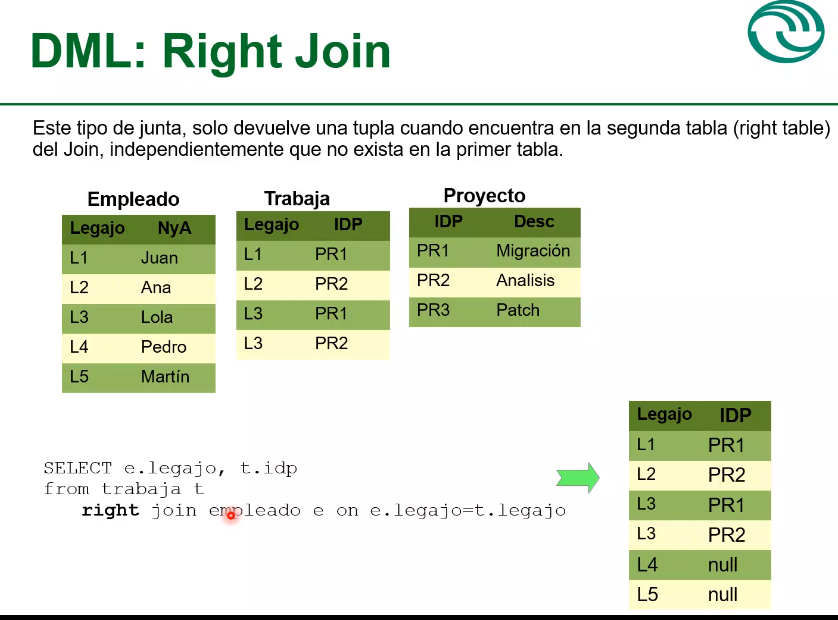 DML: Right Join
Este tipo de junta, solo devuelve una tupla cuando encuentra en la segunda tabla (right table)
del Join, independientemente que no exista en la primer tabla.
Empleado
Legajo NyA
L1 Juan
L2 Ana
L3 Lola
L4 Pedro
L5 Martín
Trabaja
Legajo IDP
L1 PR1
L2 PR2
L3 PR1
L3 PR2
Proyecto
IDP Desc
PR1 Migración
PR2 Analisis
PR3 Patch
SELECT e.legajo, t.idp
from trabaja t
right join empleado e on e.legajo=t.legajo
Legajo IDP
L1 PR1
L2 PR2
L3 PR1
L3 PR2
L4 null
L5 null